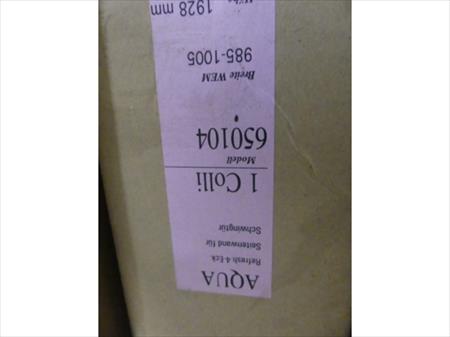 AQUA
Refresh 4-Eck
Seitenwand für
Schwingtür
1 Colli
Modell
650104
Breite WEM
985-1005
1928 mm